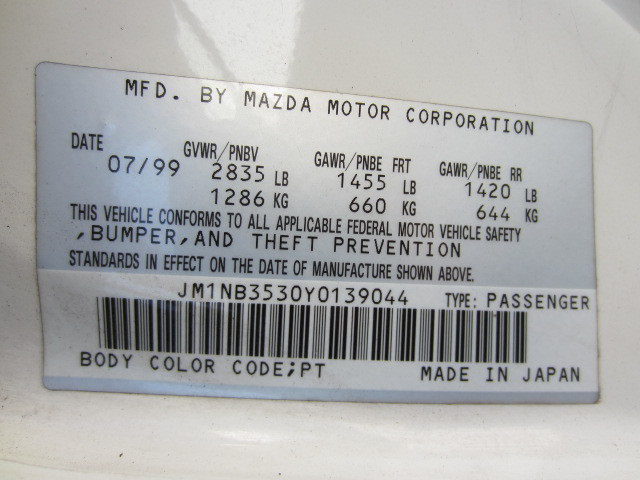 MFD. BY MAZDA MOTOR CORPORATION
DATE GVWR/PNBV GAWR/PNBE FRT GAWR/PNBE RR
07/99 2835 LB 1455 LB 1420 LB
1286 KG 660 KG 644 KG
THIS VEHICLE CONFORMS TO ALL APPLICABLE FEDERAL MOTOR VEHICLE SAFETY
,BUMPER,AND THEFT PREVENTION
STANDARDS IN EFFECT ON THE DATE OF MANUFACTURE SHOWN ABOVE.
JM1NB3530Y0139044 TYPE: PASSENGER
BODY COLOR CODE;PT MADE IN JAPAN